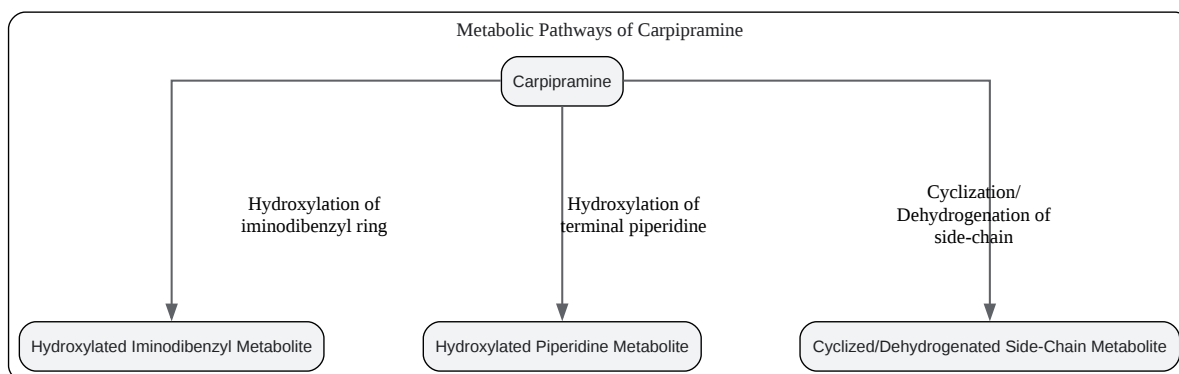 Metabolic Pathways of Carpipramine
Carpipramine
Hydroxylation of
iminodibenzyl ring
Hydroxylation of
terminal piperidine
Cyclization/
Dehydrogenation of
side-chain
Hydroxylated Iminodibenzyl Metabolite
Hydroxylated Piperidine Metabolite
Cyclized/Dehydrogenated Side-Chain Metabolite